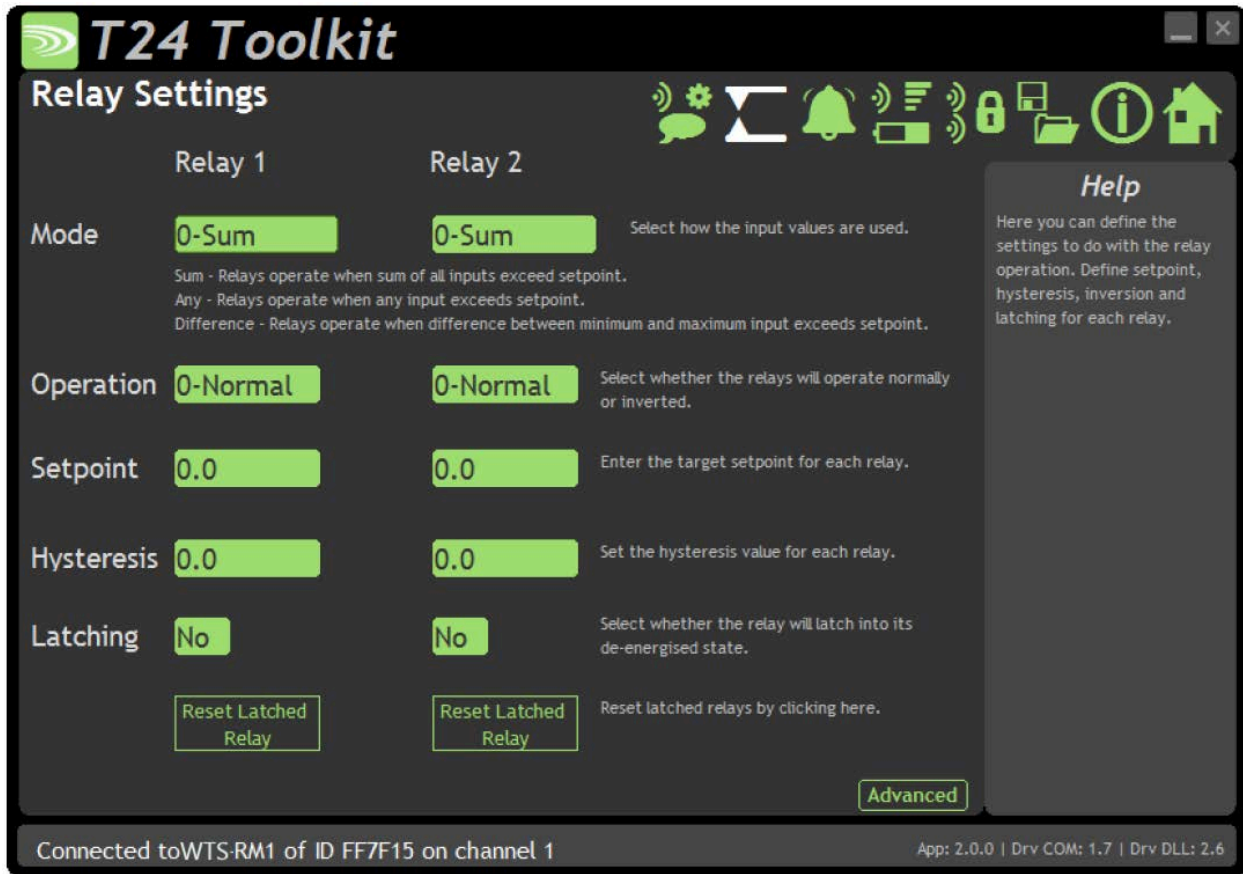 T24 Toolkit
Relay Settings
Relay 1
Relay 2
Mode
0-Sum
0-Sum
Select how the input values are used.
Sum - Relays operate when sum of all inputs exceed setpoint.
Any - Relays operate when any input exceeds setpoint.
Difference - Relays operate when difference between minimum and maximum input exceeds setpoint.
Operation
0-Normal
0-Normal
Select whether the relays will operate normally
or inverted.
Setpoint
0.0
0.0
Enter the target setpoint for each relay.
Hysteresis
0.0
0.0
Set the hysteresis value for each relay.
Latching
No
No
Select whether the relay will latch into its
de-energised state.
Reset Latched
Relay
Reset Latched
Relay
Reset latched relays by clicking here.
Advanced
Help
Here you can define the
settings to do with the relay
operation. Define setpoint,
hysteresis, inversion and
latching for each relay.
Connected toWTS-RM1 of ID FF7F15 on channel 1
App: 2.0.0 | Drv COM: 1.7 | Drv DLL: 2.6